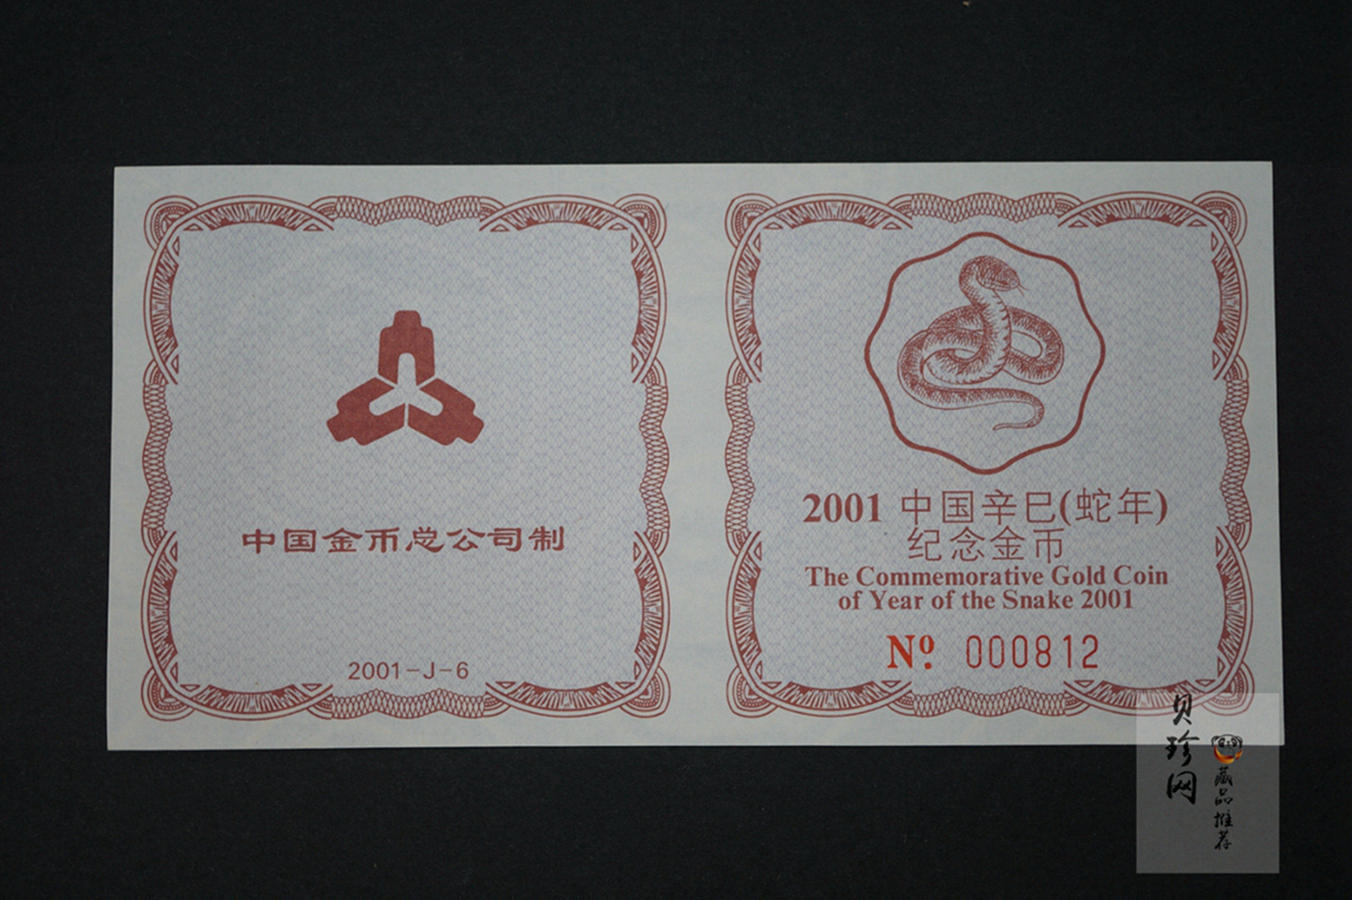 中国金币总公司制
2001-J-6
2001 中国辛巳(蛇年)
纪念金币
The Commemorative Gold Coin
of Year of the Snake 2001
Nº. 000812
贝珍网
藏品推荐